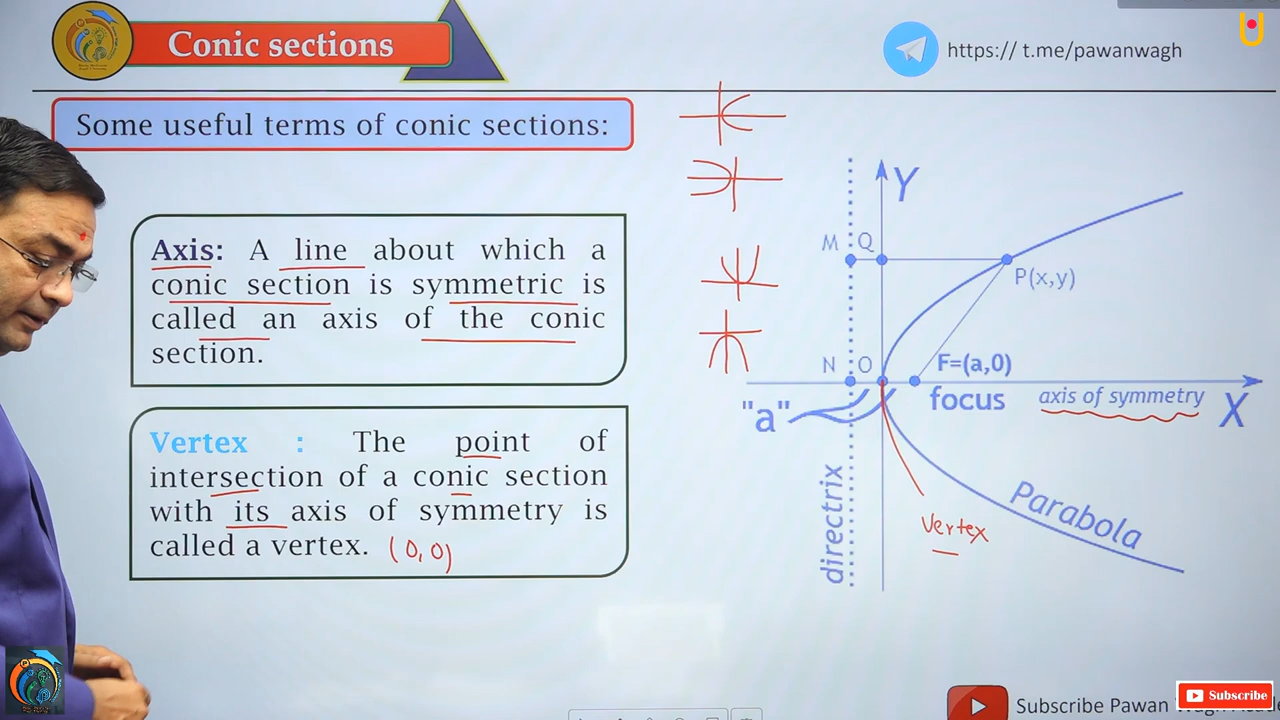 Conic sections
https:// t.me/pawanwagh
Some useful terms of conic sections:
Axis: A line about which a
conic section is symmetric is
called an axis of the conic
section.
Vertex : The point of
intersection of a conic section
with its axis of symmetry is
called a vertex. (0,0)
Y
M Q
P(x,y)
N O F=(a,0)
"a" focus axis of symmetry X
directrix
Parabola
vertex
Subscribe
Subscribe Pawan Wagh